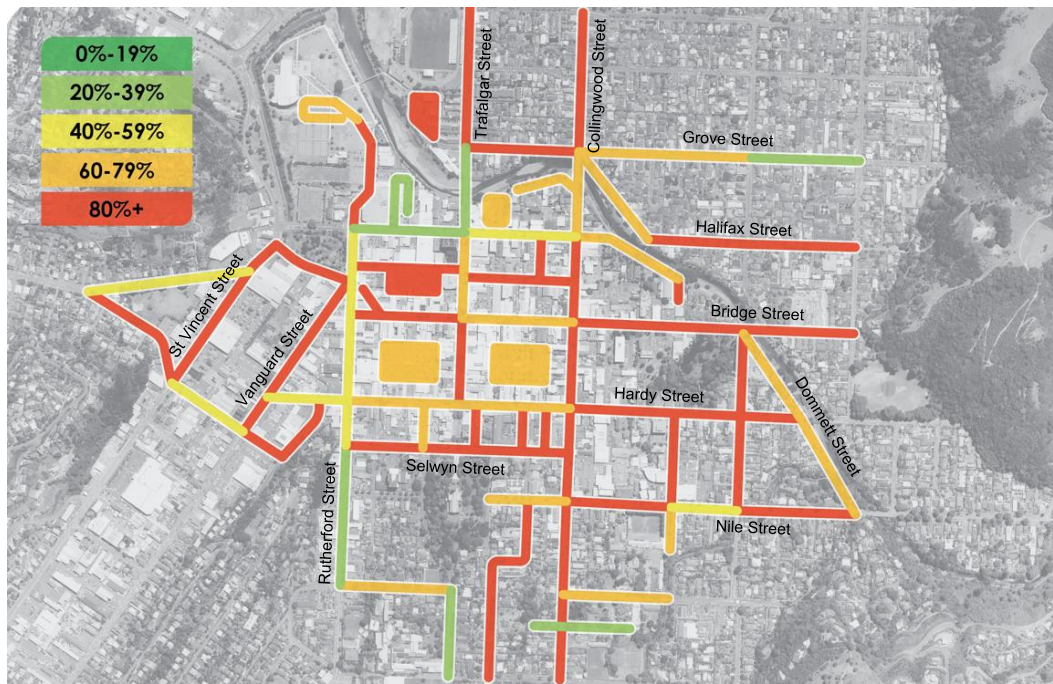 0%-19%
20%-39%
40%-59%
60-79%
80%+
Trafalgar Street
Collingwood Street
Grove Street
Halifax Street
St Vincent Street
Vanguard Street
Bridge Street
Hardy Street
Dommett Street
Selwyn Street
Rutherford Street
Nile Street